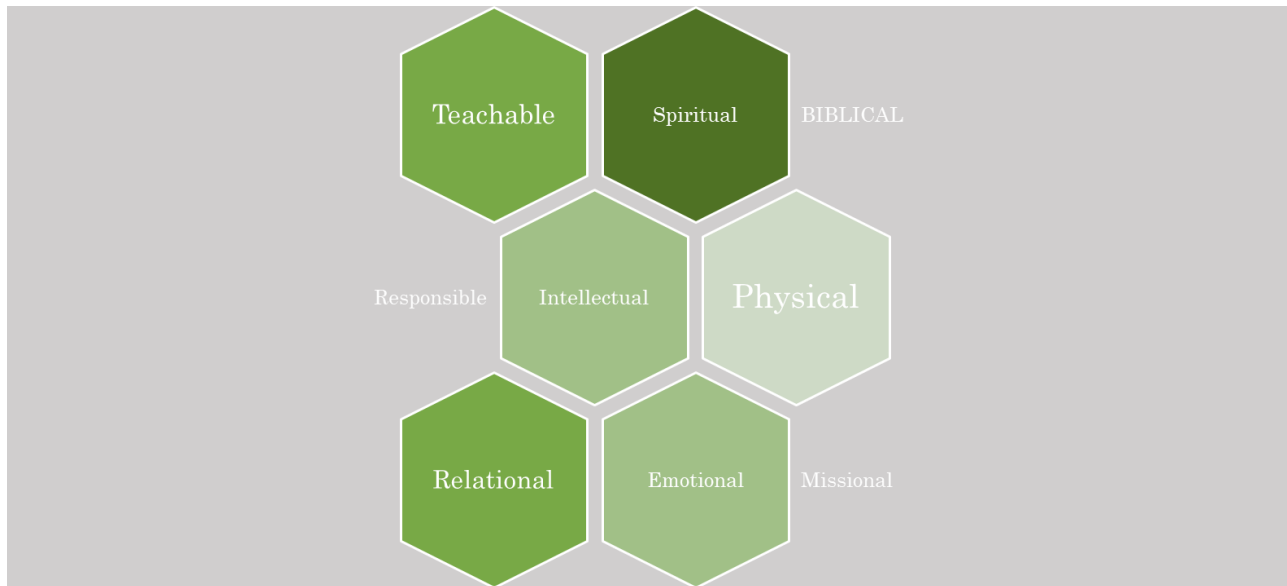 Teachable
Spiritual
BIBLICAL
Responsible
Intellectual
Physical
Relational
Emotional
Missional